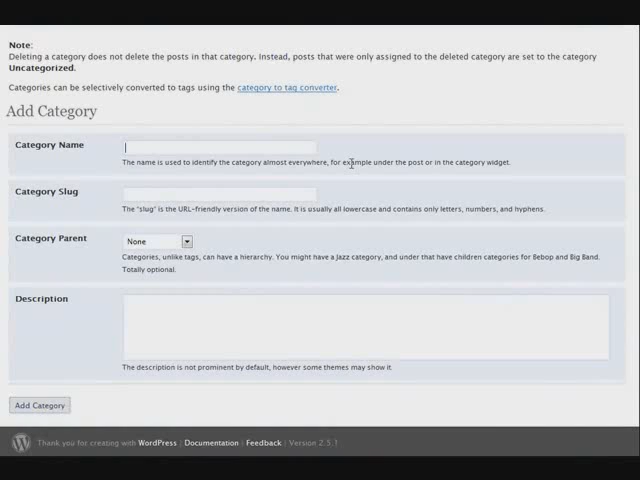 Note:
Deleting a category does not delete the posts in that category. Instead, posts that were only assigned to the deleted category are set to the category
Uncategorized.
Categories can be selectively converted to tags using the category to tag converter.
Add Category
Category Name
The name is used to identify the category almost everywhere, for example under the post or in the category widget.
Category Slug
The "slug" is the URL-friendly version of the name. It is usually all lowercase and contains only letters, numbers, and hyphens.
Category Parent
None
Categories, unlike tags, can have a hierarchy. You might have a Jazz category, and under that have children categories for Bebop and Big Band.
Totally optional.
Description
The description is not prominent by default, however some themes may show it.
Add Category
Thank you for creating with WordPress | Documentation | Feedback | Version 2.5.1